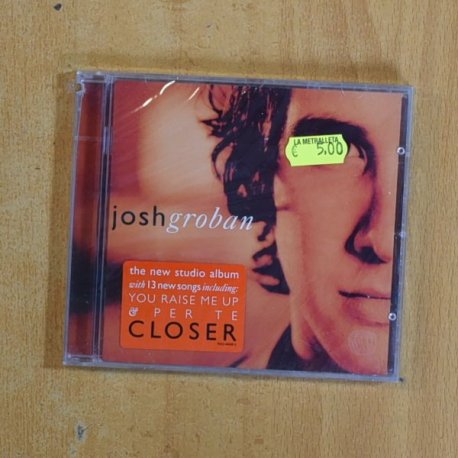 LA METRALLETA
€ 5,00
joshgroban
the new studio album
with 13 new songs including:
YOU RAISE ME UP
& PER TE
CLOSER